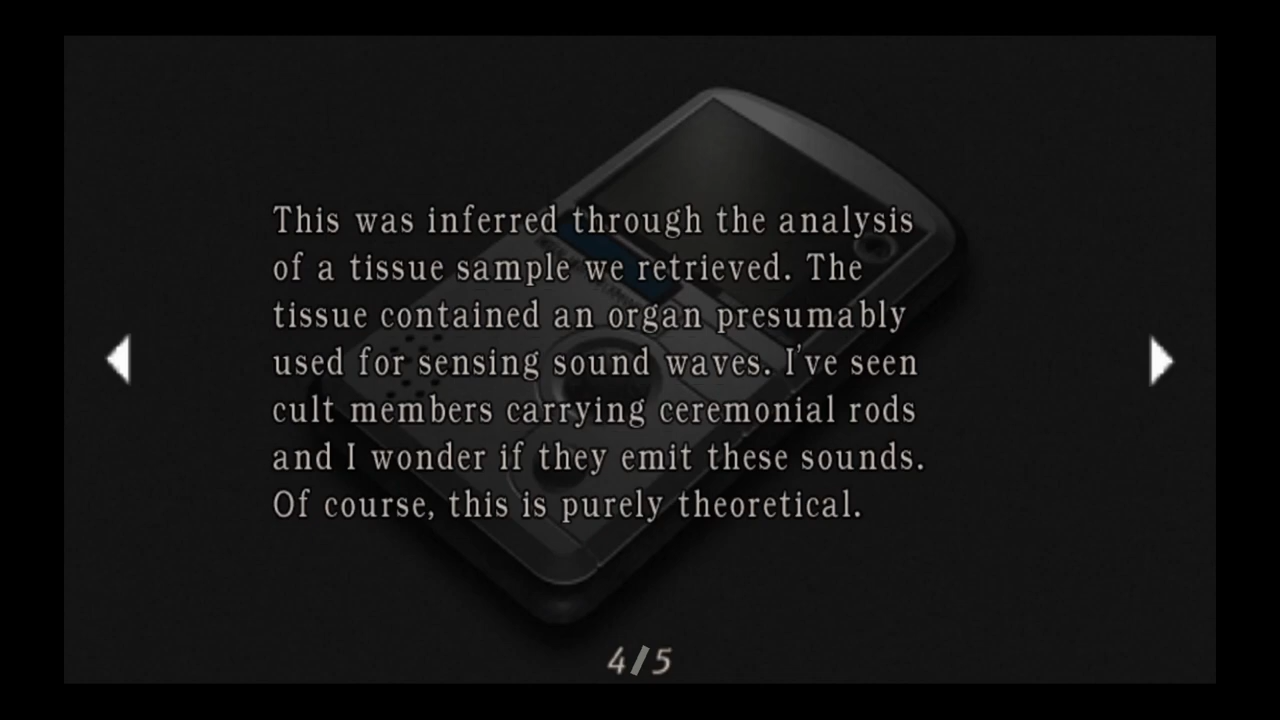 This was inferred through the analysis
of a tissue sample we retrieved. The
tissue contained an organ presumably
used for sensing sound waves. I've seen
cult members carrying ceremonial rods
and I wonder if they emit these sounds.
Of course, this is purely theoretical.
4/5